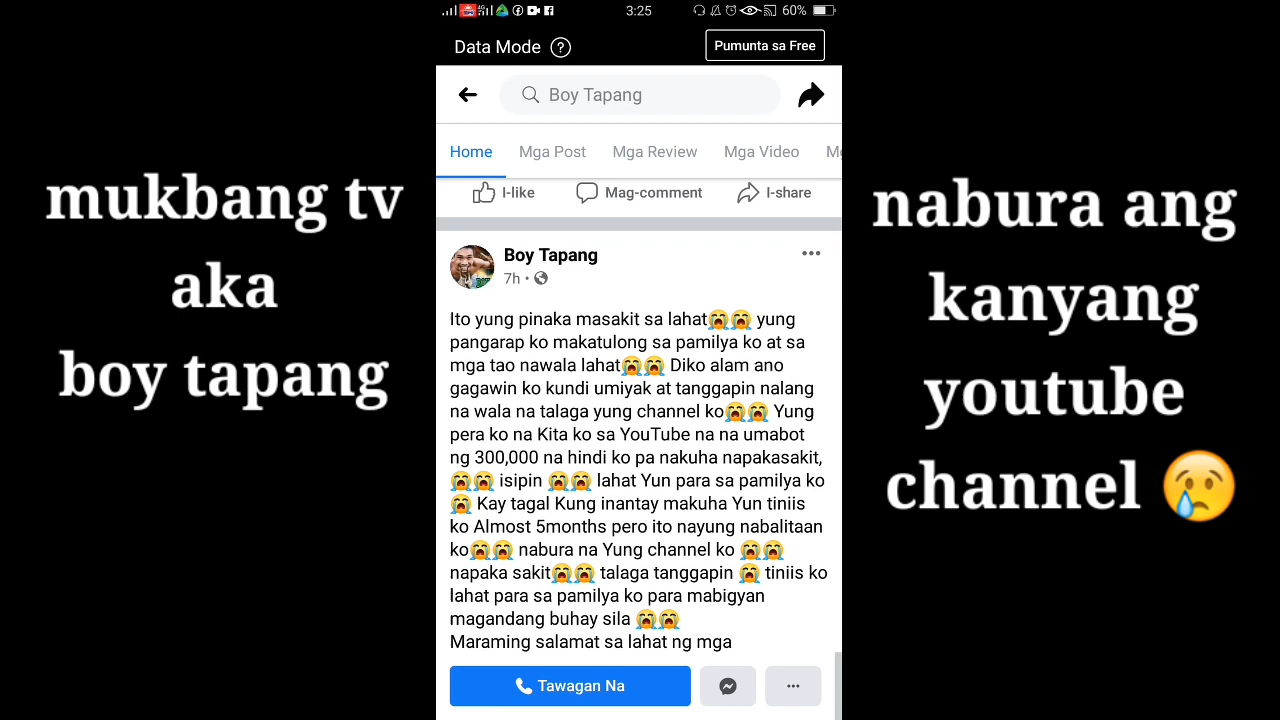 mukbang tv
aka
boy tapang
3:25
60%
Data Mode ?
Pumunta sa Free
Boy Tapang
Home Mga Post Mga Review Mga Video
I-like Mag-comment I-share
Boy Tapang
7h
Ito yung pinaka masakit sa lahat😭😭 yung
pangarap ko makatulong sa pamilya ko at sa
mga tao nawala lahat😭😭 Diko alam ano
gagawin ko kundi umiyak at tanggapin nalang
na wala na talaga yung channel ko😭😭 Yung
pera ko na Kita ko sa YouTube na na umabot
ng 300,000 na hindi ko pa nakuha napakasakit,
😭😭 isipin 😭😭 lahat Yun para sa pamilya ko
😭 Kay tagal Kung inantay makuha Yun tiniis
ko Almost 5months pero ito nayung nabalitaan
ko😭😭 nabura na Yung channel ko 😭😭
napaka sakit😭😭 talaga tanggapin 😭 tiniis ko
lahat para sa pamilya ko para mabigyan
magandang buhay sila 😭😭
Maraming salamat sa lahat ng mga
Tawagan Na
nabura ang
kanyang
youtube
channel 😢